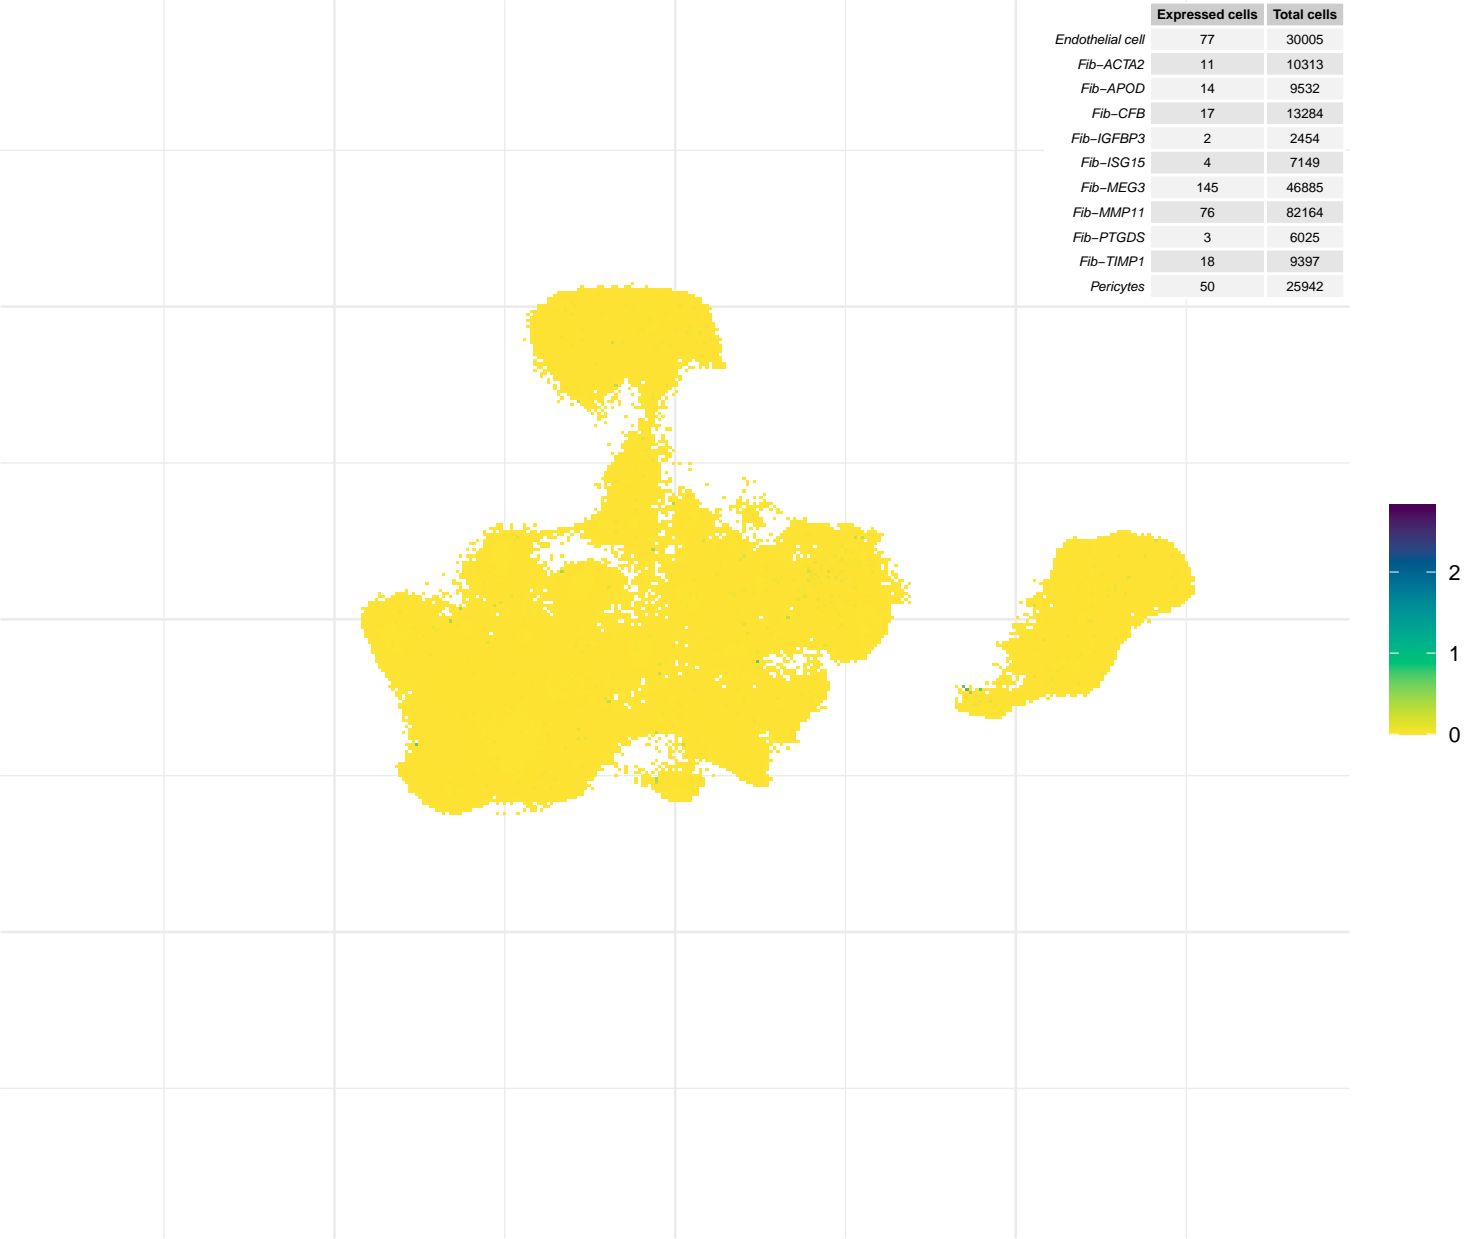 Expressed cells Total cells
Endothelial cell 77 30005
Fib−ACTA2 11 10313
Fib−APOD 14 9532
Fib−CFB 17 13284
Fib−IGFBP3 2 2454
Fib−ISG15 4 7149
Fib−MEG3 145 46885
Fib−MMP11 76 82164
Fib−PTGDS 3 6025
Fib−TIMP1 18 9397
Pericytes 50 25942
2
1
0